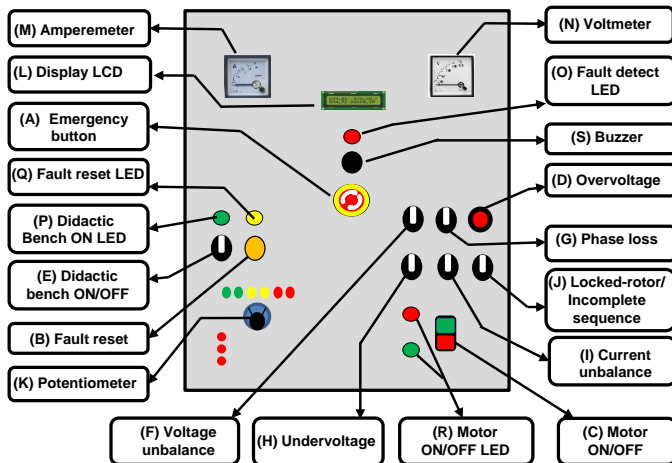 (M) Amperemeter
(L) Display LCD
(A) Emergency
button
(Q) Fault reset LED
(P) Didactic
Bench ON LED
(E) Didactic
bench ON/OFF
(B) Fault reset
(K) Potentiometer
(F) Voltage
unbalance
(H) Undervoltage
(R) Motor
ON/OFF LED
(C) Motor
ON/OFF
(N) Voltmeter
(O) Fault detect
LED
(S) Buzzer
(D) Overvoltage
(G) Phase loss
(J) Locked-rotor/
Incomplete
sequence
(I) Current
unbalance